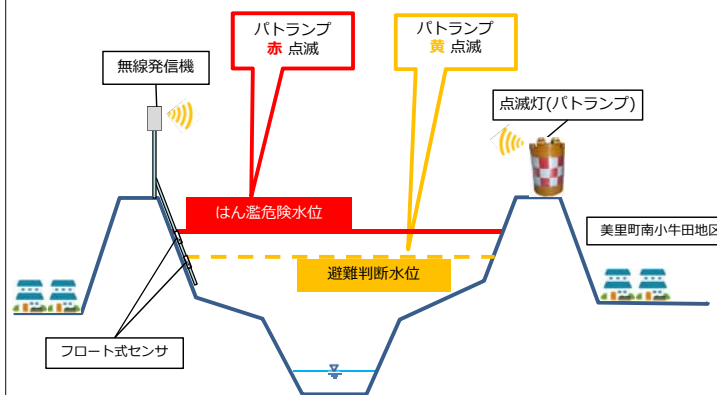 パトランプ
赤 点滅
パトランプ
黄 点滅
無線発信機
点滅灯(パトランプ)
はん濫危険水位
美里町南小牛田地区
避難判断水位
フロート式センサ